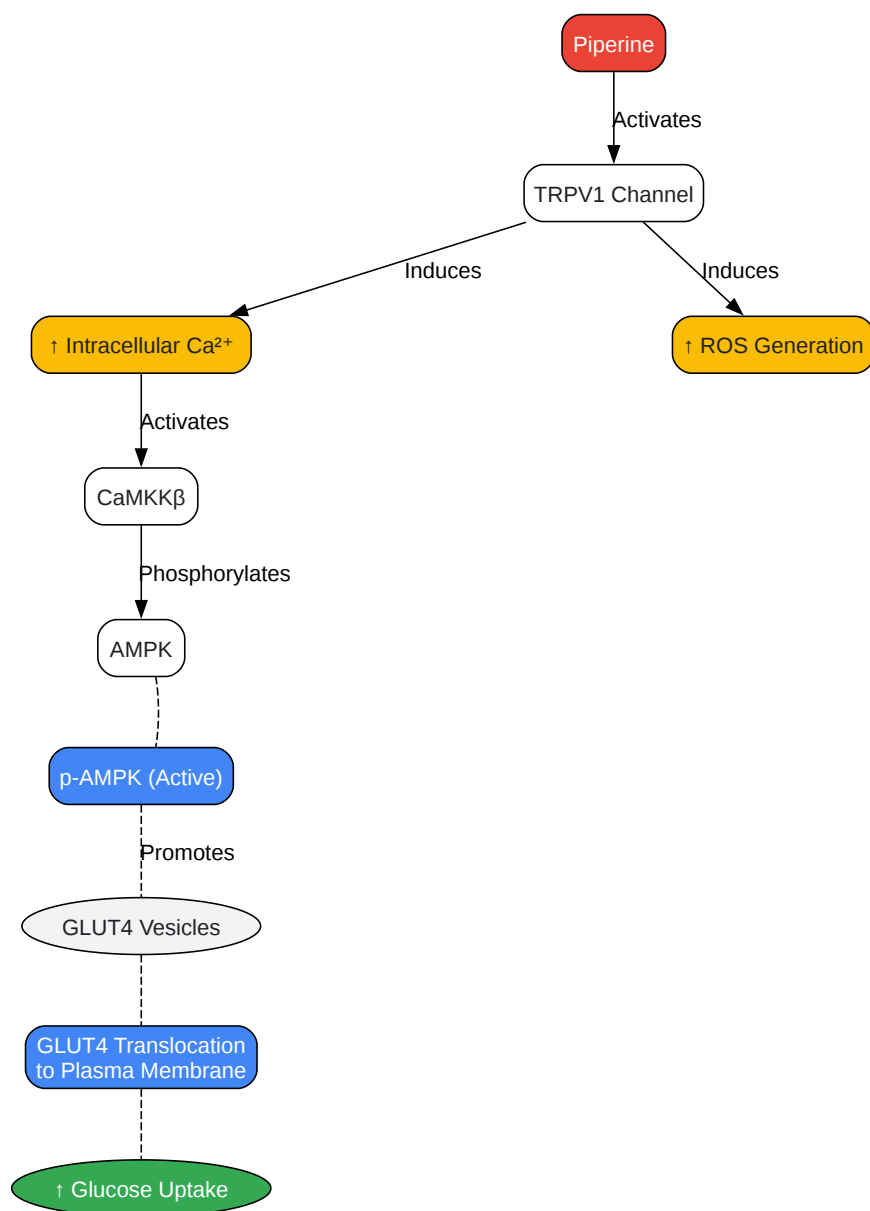 Piperine
Activates
TRPV1 Channel
Induces
Induces
↑ Intracellular Ca²⁺
↑ ROS Generation
Activates
CaMKKβ
Phosphorylates
AMPK
p-AMPK (Active)
Promotes
GLUT4 Vesicles
GLUT4 Translocation
to Plasma Membrane
↑ Glucose Uptake